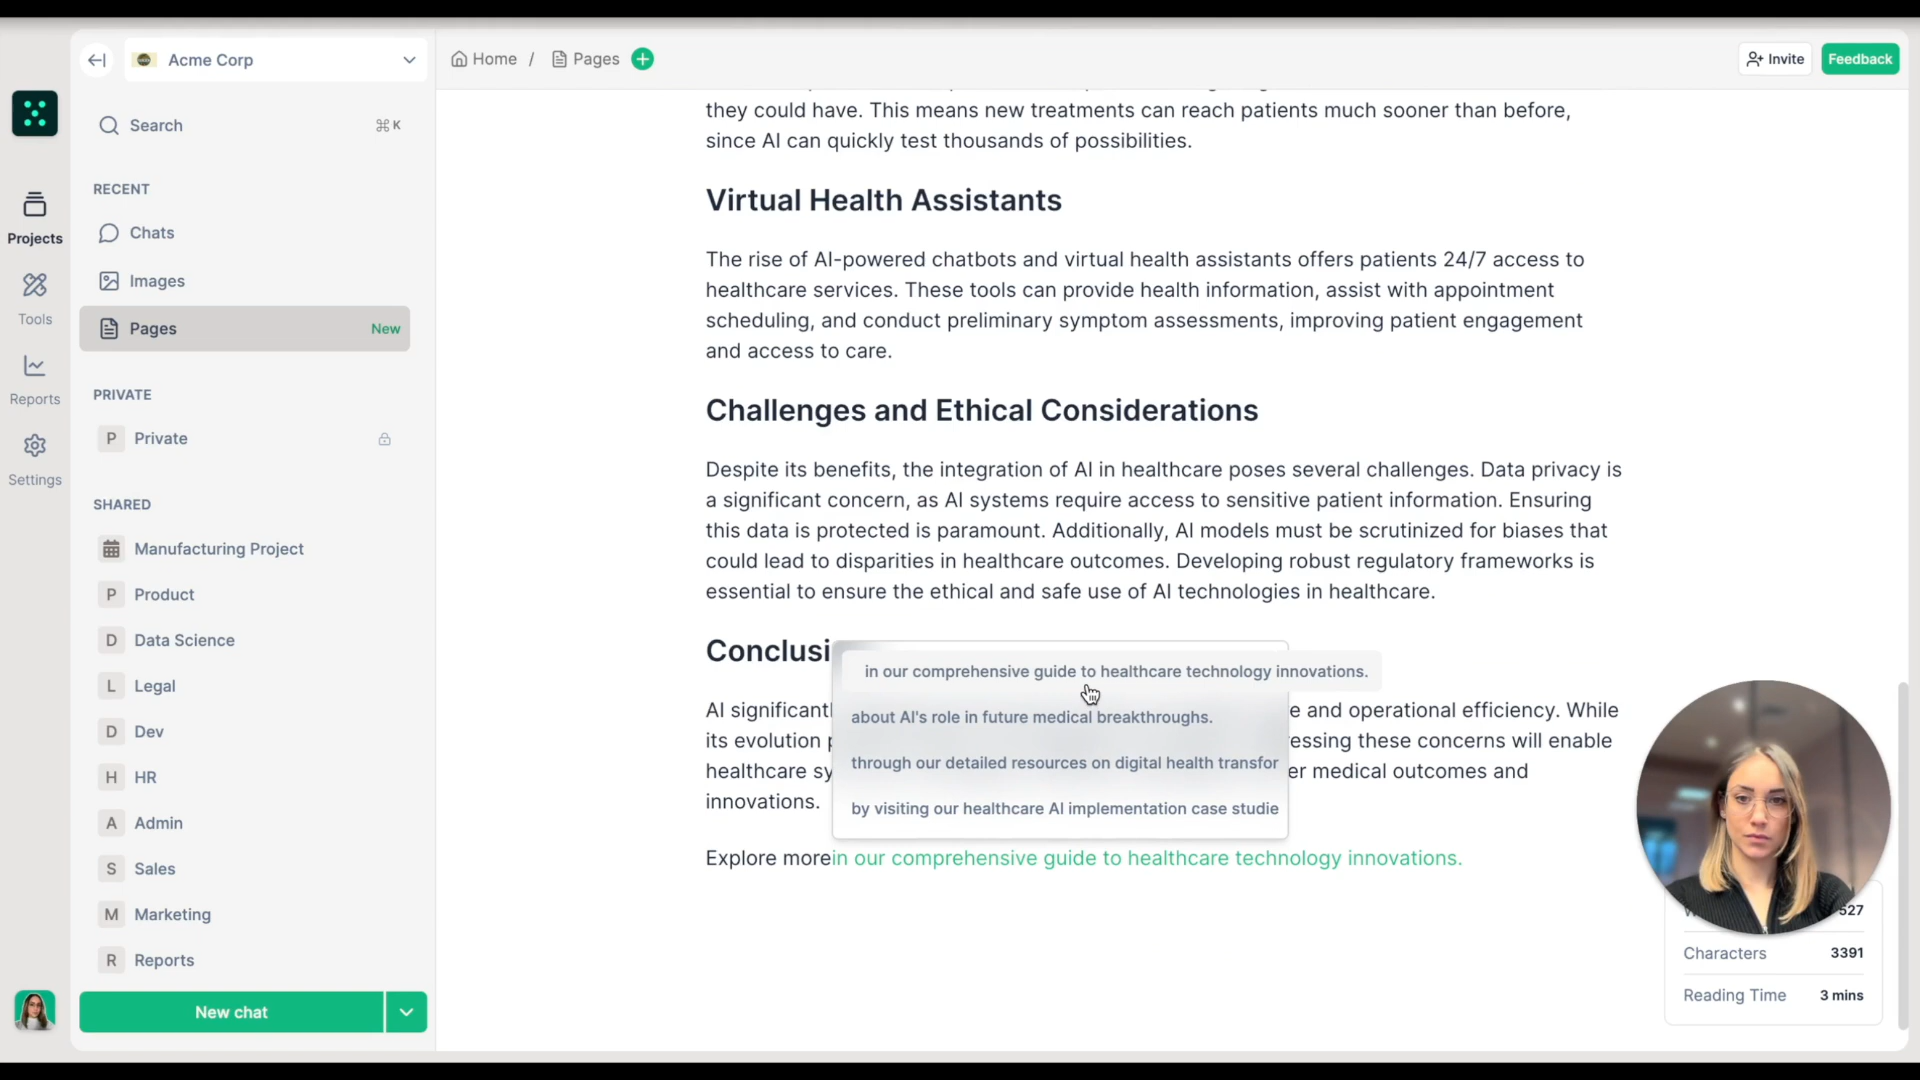 Acme Corp
Home / Pages
Invite
Feedback
Search ⌘ K
Projects
Tools
Reports
Settings
RECENT
Chats
Images
Pages New
PRIVATE
P Private
SHARED
Manufacturing Project
P Product
D Data Science
L Legal
D Dev
H HR
A Admin
S Sales
M Marketing
R Reports
New chat
they could have. This means new treatments can reach patients much sooner than before,
since AI can quickly test thousands of possibilities.
Virtual Health Assistants
The rise of AI-powered chatbots and virtual health assistants offers patients 24/7 access to
healthcare services. These tools can provide health information, assist with appointment
scheduling, and conduct preliminary symptom assessments, improving patient engagement
and access to care.
Challenges and Ethical Considerations
Despite its benefits, the integration of AI in healthcare poses several challenges. Data privacy is
a significant concern, as AI systems require access to sensitive patient information. Ensuring
this data is protected is paramount. Additionally, AI models must be scrutinized for biases that
could lead to disparities in healthcare outcomes. Developing robust regulatory frameworks is
essential to ensure the ethical and safe use of AI technologies in healthcare.
Conclusi
in our comprehensive guide to healthcare technology innovations.
about AI's role in future medical breakthroughs.
through our detailed resources on digital health transfor
by visiting our healthcare AI implementation case studie
AI significantl e and operational efficiency. While
its evolution p essing these concerns will enable
healthcare sy er medical outcomes and
innovations.
Explore morein our comprehensive guide to healthcare technology innovations.
527
Characters 3391
Reading Time 3 mins